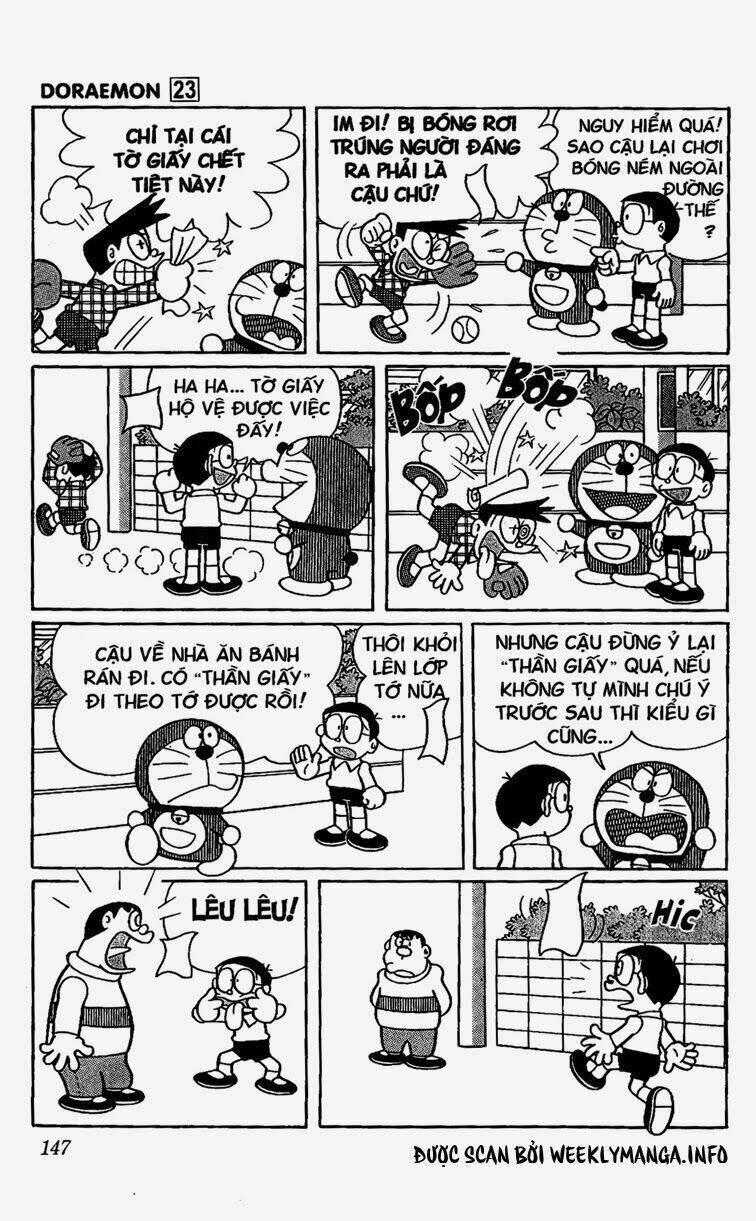 DORAEMON 23
NGUY HIỂM QUÁ!
SAO CẬU LẠI CHƠI
BÓNG NÉM NGOÀI
ĐƯỜNG
THẾ
?
IM ĐI! BỊ BÓNG RƠI
TRÚNG NGƯỜI ĐÁNG
RA PHẢI LÀ
CẬU CHỨ!
CHỈ TẠI CÁI
TỜ GIẤY CHẾT
TIỆT NÀY!
BỐP
BỐP
HA HA... TỜ GIẤY
HỘ VỆ ĐƯỢC VIỆC
ĐẤY!
NHƯNG CẬU ĐỪNG Ỷ LẠI
"THẦN GIẤY" QUÁ, NẾU
KHÔNG TỰ MÌNH CHÚ Ý
TRƯỚC SAU THÌ KIỂU GÌ
CŨNG...
THÔI KHỎI
LÊN LỚP
TỚ NỮA
...
CẬU VỀ NHÀ ĂN BÁNH
RÁN ĐI. CÓ "THẦN GIẤY"
ĐI THEO TỚ ĐƯỢC RỒI!
HIC
LÊU LÊU!
147
ĐƯỢC SCAN BỞI WEEKLYMANGA.INFO